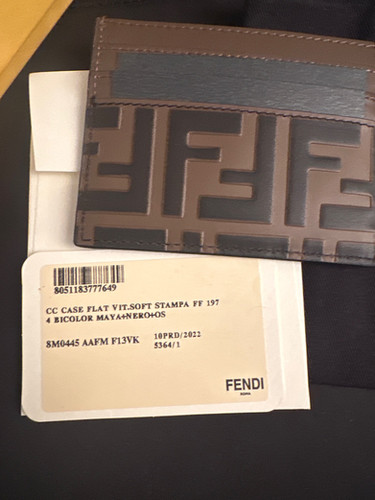 8051183777649
CC CASE FLAT VIT.SOFT STAMPA FF 197
4 BICOLOR MAYA+NERO+OS
8M0445 AAFM F13VK 10PRD/2022
5364/1
FENDI
ROMA